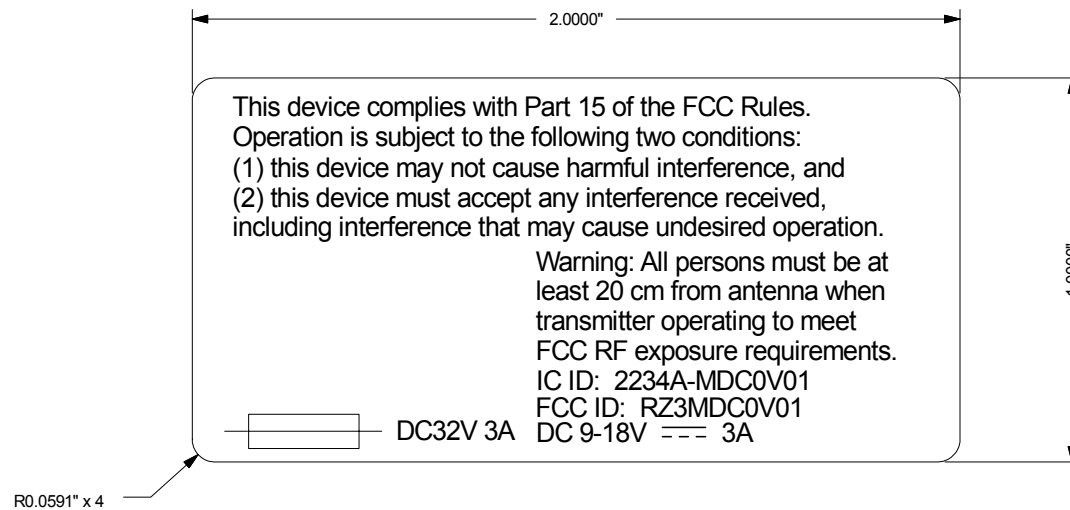 2.0000"
This device complies with Part 15 of the FCC Rules.
Operation is subject to the following two conditions:
(1) this device may not cause harmful interference, and
(2) this device must accept any interference received,
including interference that may cause undesired operation.
Warning: All persons must be at
least 20 cm from antenna when
transmitter operating to meet
FCC RF exposure requirements.
IC ID: 2234A-MDC0V01
FCC ID: RZ3MDC0V01
DC32V 3A
DC 9-18V 3A
R0.0591" x 4